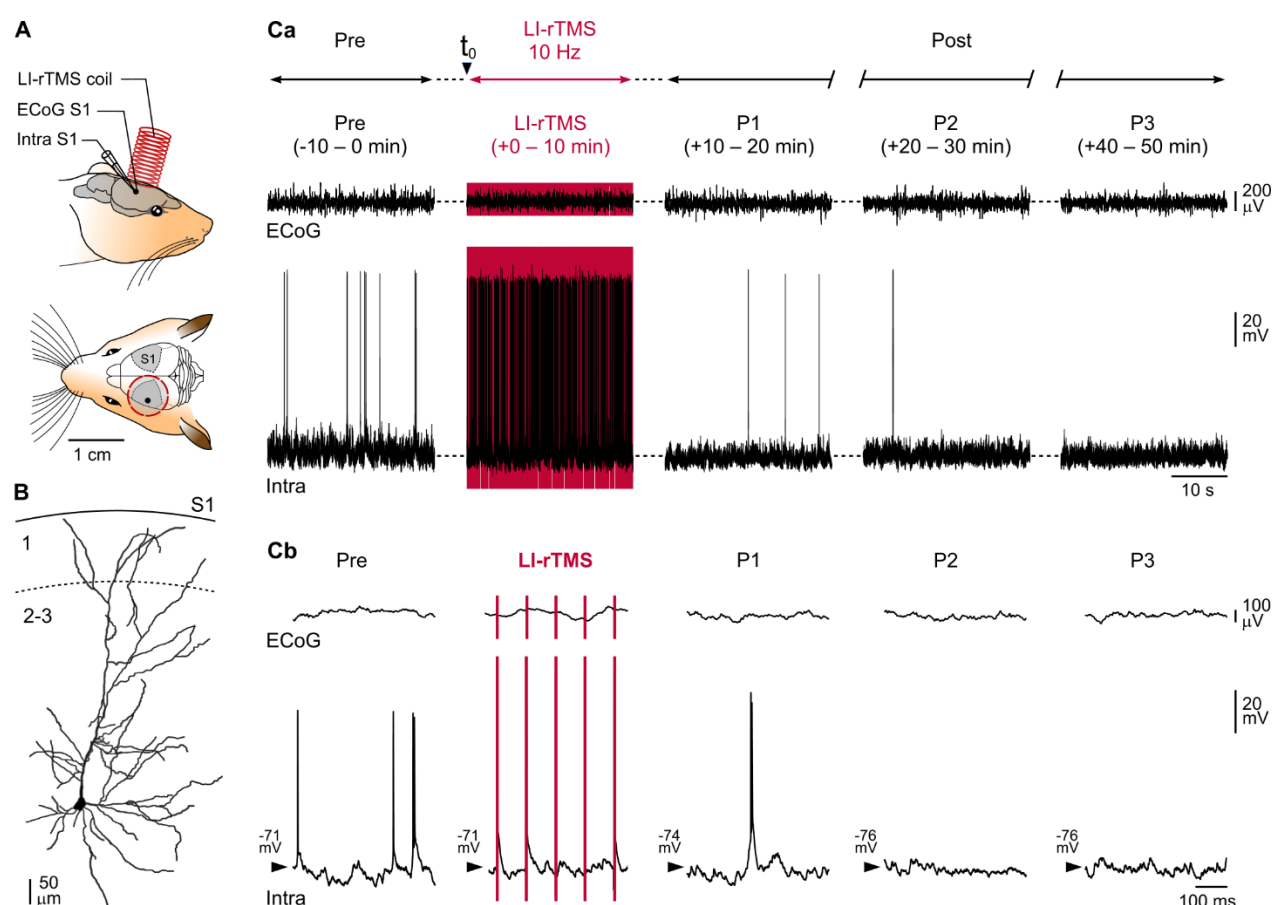 A
LI-rTMS coil
ECoG S1
Intra S1
S1
1 cm
B
S1
1
2-3
50
μm
Ca
Pre
t0
LI-rTMS
10 Hz
Post
Pre
(-10 – 0 min)
LI-rTMS
(+0 – 10 min)
P1
(+10 – 20 min)
P2
(+20 – 30 min)
P3
(+40 – 50 min)
200
μV
ECoG
20
mV
Intra
10 s
Cb
Pre
LI-rTMS
P1
P2
P3
100
μV
ECoG
20
mV
-71
mV
-71
mV
-74
mV
-76
mV
-76
mV
Intra
100 ms